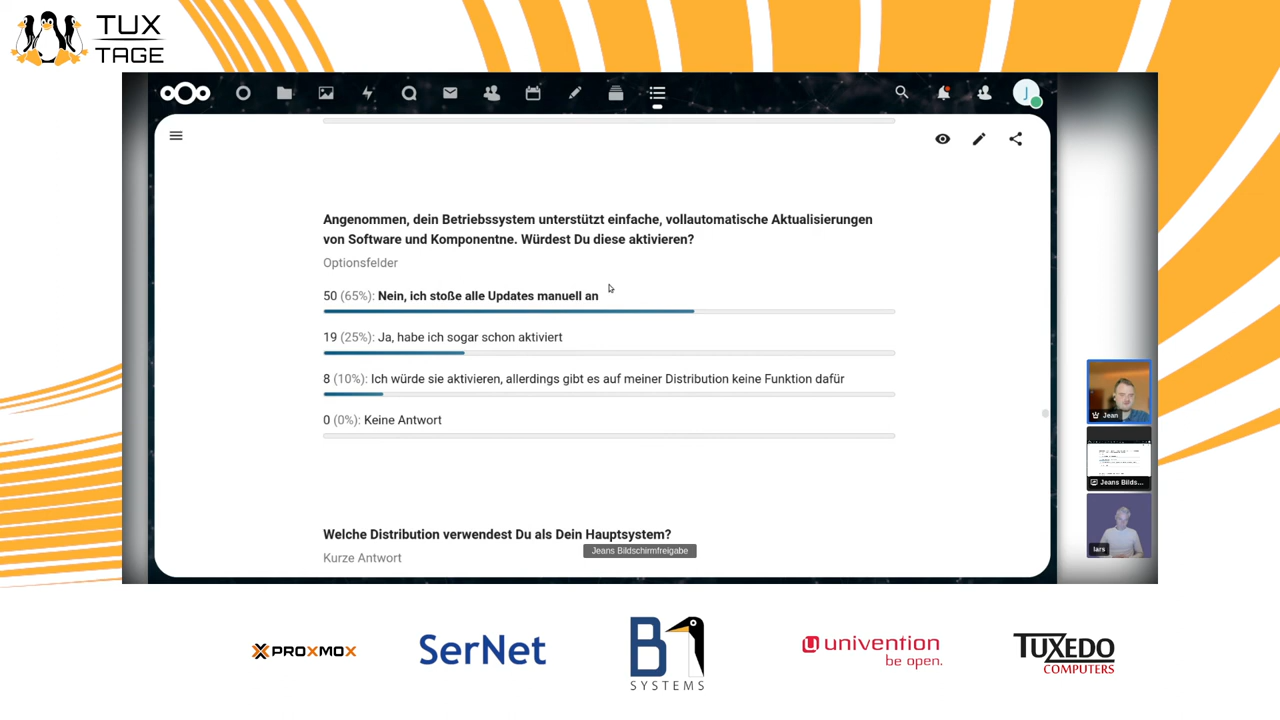 TUX
TAGE
J
Angenommen, dein Betriebssystem unterstützt einfache, vollautomatische Aktualisierungen
von Software und Komponentne. Würdest Du diese aktivieren?
Optionsfelder
50 (65%): Nein, ich stoße alle Updates manuell an
19 (25%): Ja, habe ich sogar schon aktiviert
8 (10%): Ich würde sie aktivieren, allerdings gibt es auf meiner Distribution keine Funktion dafür
0 (0%): Keine Antwort
Welche Distribution verwendest Du als Dein Hauptsystem?
Kurze Antwort
Jeans Bildschirmfreigabe
Jean
Jeans Bilds...
lars
PROXMOX
SerNet
B1
SYSTEMS
univention
be open.
TUXEDO
COMPUTERS